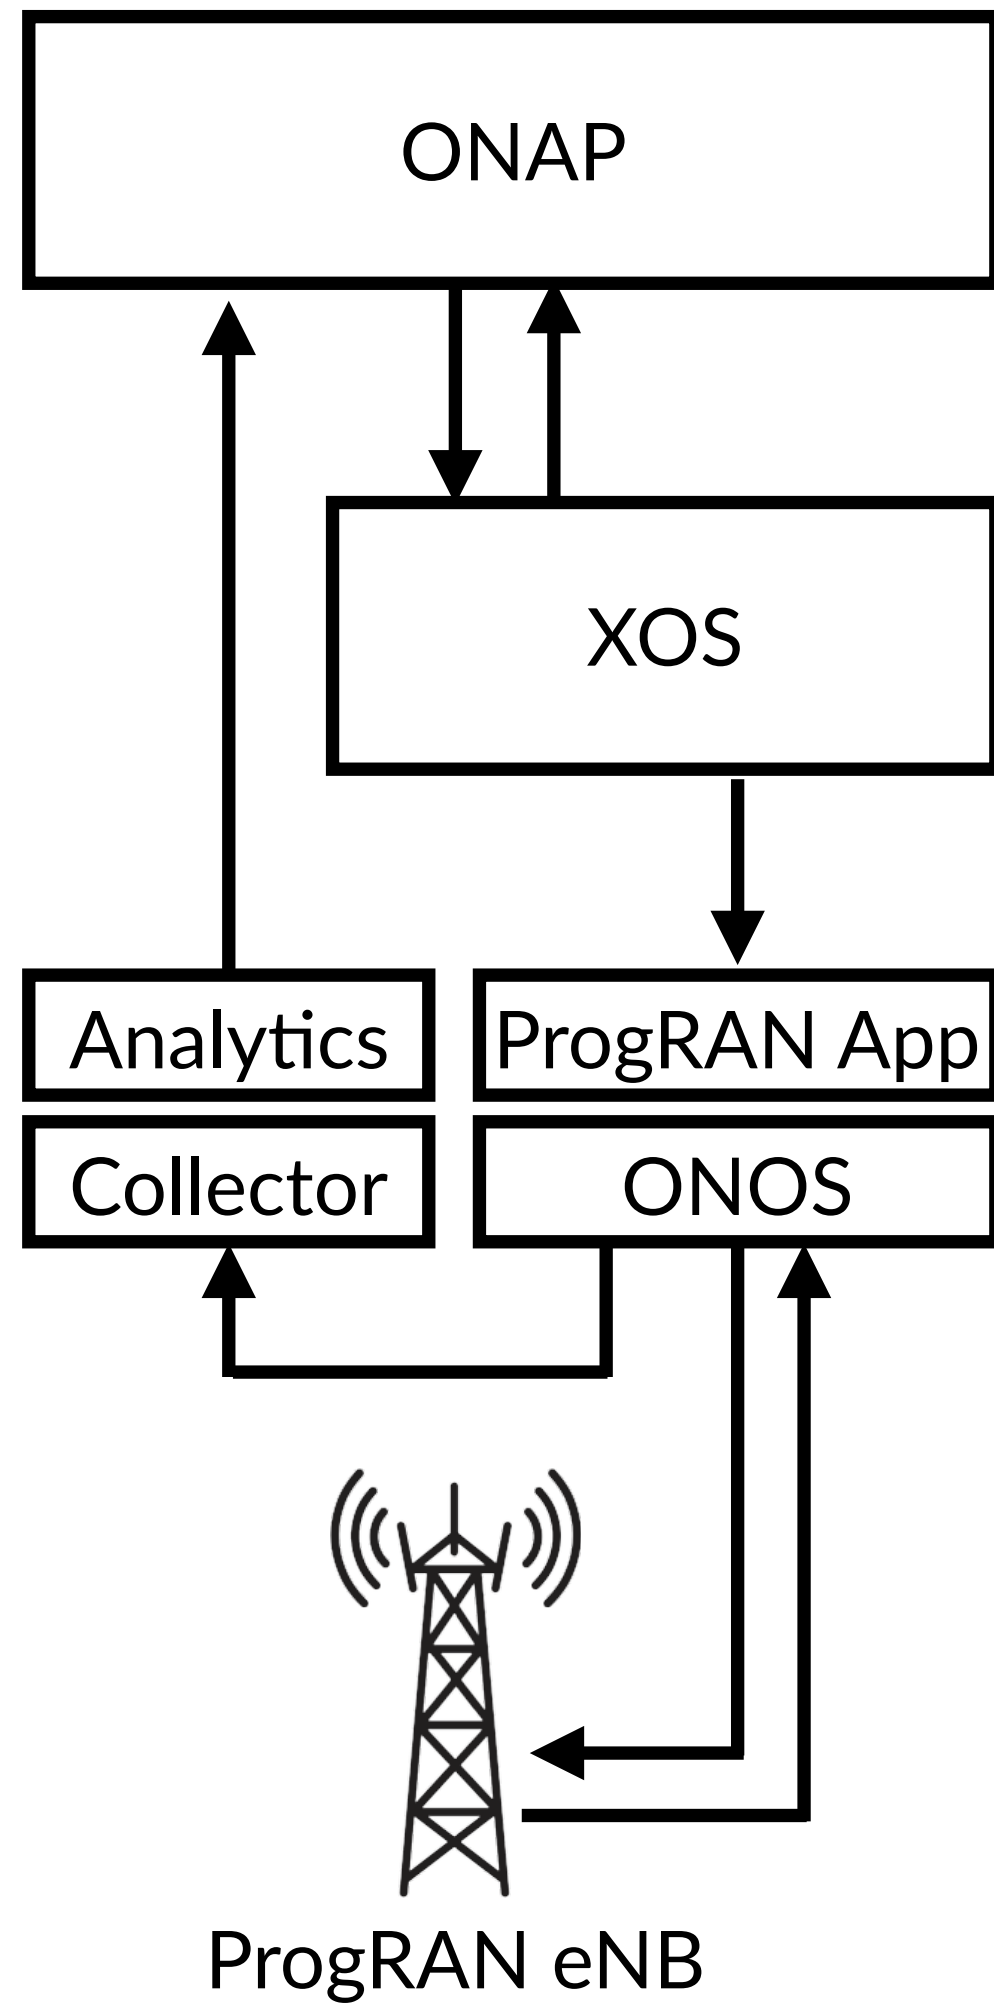 ONAP
XOS
Analytics
ProgRAN App
Collector
ONOS
ProgRAN eNB